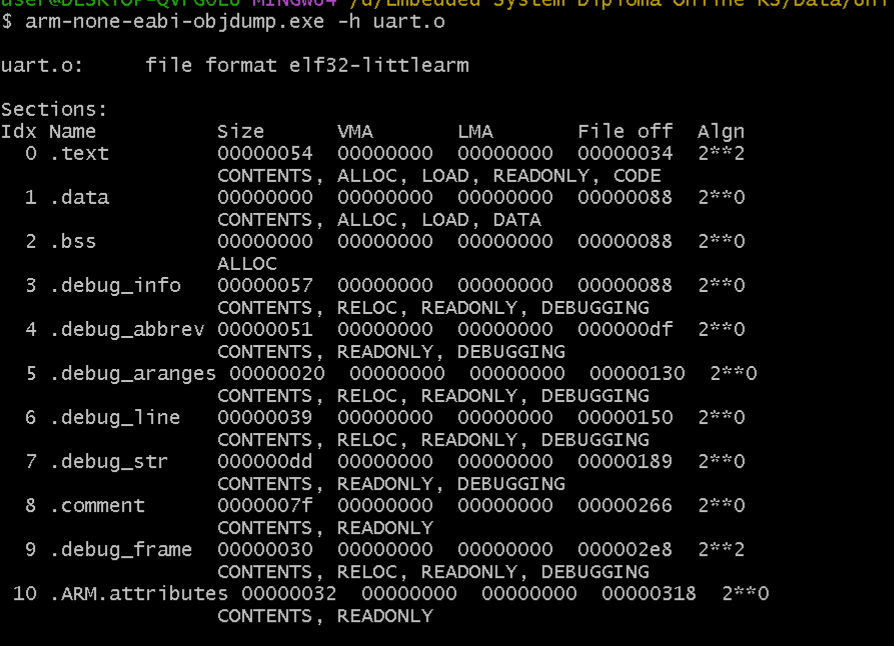 user@DESKTOP-QVFG0EU MINGW64 /d/Embedded System Diploma Online KS/Data/Uni
$ arm-none-eabi-objdump.exe -h uart.o

uart.o:     file format elf32-littlearm

Sections:
Idx Name          Size      VMA       LMA       File off  Algn
  0 .text         00000054  00000000  00000000  00000034  2**2
                  CONTENTS, ALLOC, LOAD, READONLY, CODE
  1 .data         00000000  00000000  00000000  00000088  2**0
                  CONTENTS, ALLOC, LOAD, DATA
  2 .bss          00000000  00000000  00000000  00000088  2**0
                  ALLOC
  3 .debug_info   00000057  00000000  00000000  00000088  2**0
                  CONTENTS, RELOC, READONLY, DEBUGGING
  4 .debug_abbrev 00000051  00000000  00000000  000000df  2**0
                  CONTENTS, READONLY, DEBUGGING
  5 .debug_aranges 00000020  00000000  00000000  00000130  2**0
                  CONTENTS, RELOC, READONLY, DEBUGGING
  6 .debug_line   00000039  00000000  00000000  00000150  2**0
                  CONTENTS, RELOC, READONLY, DEBUGGING
  7 .debug_str    000000dd  00000000  00000000  00000189  2**0
                  CONTENTS, READONLY, DEBUGGING
  8 .comment      0000007f  00000000  00000000  00000266  2**0
                  CONTENTS, READONLY
  9 .debug_frame  00000030  00000000  00000000  000002e8  2**2
                  CONTENTS, RELOC, READONLY, DEBUGGING
 10 .ARM.attributes 00000032  00000000  00000000  00000318  2**0
                  CONTENTS, READONLY